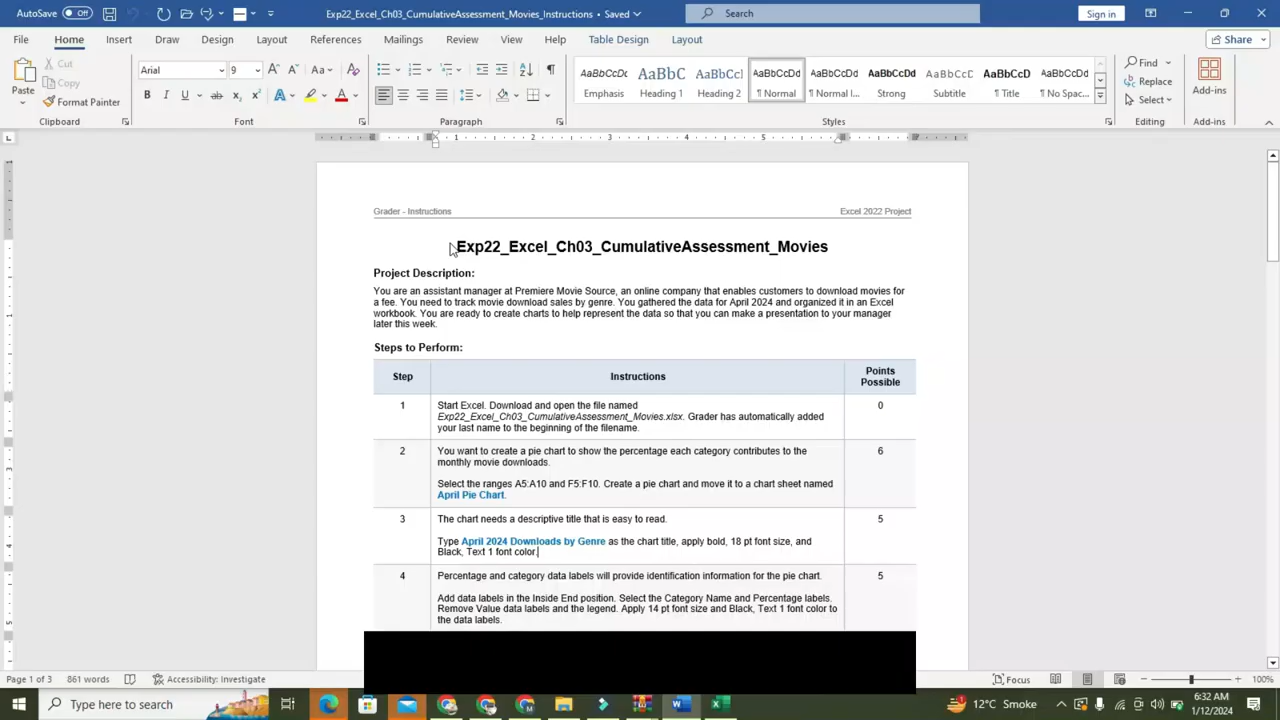 AutoSave Off Exp22_Excel_Ch03_CumulativeAssessment_Movies_Instructions • Saved Search Sign in
File Home Insert Draw Design Layout References Mailings Review View Help Table Design Layout Share
Paste Cut Copy Format Painter
Clipboard
Arial 9
Font
Paragraph
AaBbCcDc AaBbC AaBbCcI AaBbCcDd AaBbCcDd AaBbCcDd AaBbCcD AaBbCcD AaBbCcDd
Emphasis Heading 1 Heading 2 ¶ Normal ¶ Normal I... Strong Subtitle ¶ Title ¶ No Spac...
Styles
Find Replace Select
Editing
Add-ins
Add-ins
Grader - Instructions Excel 2022 Project
Exp22_Excel_Ch03_CumulativeAssessment_Movies
Project Description:
You are an assistant manager at Premiere Movie Source, an online company that enables customers to download movies for
a fee. You need to track movie download sales by genre. You gathered the data for April 2024 and organized it in an Excel
workbook. You are ready to create charts to help represent the data so that you can make a presentation to your manager
later this week.
Steps to Perform:
Step Instructions Points Possible
1 Start Excel. Download and open the file named 0
Exp22_Excel_Ch03_CumulativeAssessment_Movies.xlsx. Grader has automatically added
your last name to the beginning of the filename.
2 You want to create a pie chart to show the percentage each category contributes to the 6
monthly movie downloads.
Select the ranges A5:A10 and F5:F10. Create a pie chart and move it to a chart sheet named
April Pie Chart.
3 The chart needs a descriptive title that is easy to read. 5
Type April 2024 Downloads by Genre as the chart title, apply bold, 18 pt font size, and
Black, Text 1 font color.
4 Percentage and category data labels will provide identification information for the pie chart. 5
Add data labels in the Inside End position. Select the Category Name and Percentage labels.
Remove Value data labels and the legend. Apply 14 pt font size and Black, Text 1 font color to
the data labels.
Page 1 of 3 861 words Accessibility: Investigate Focus 100%
Type here to search 12°C Smoke 6:32 AM
1/12/2024